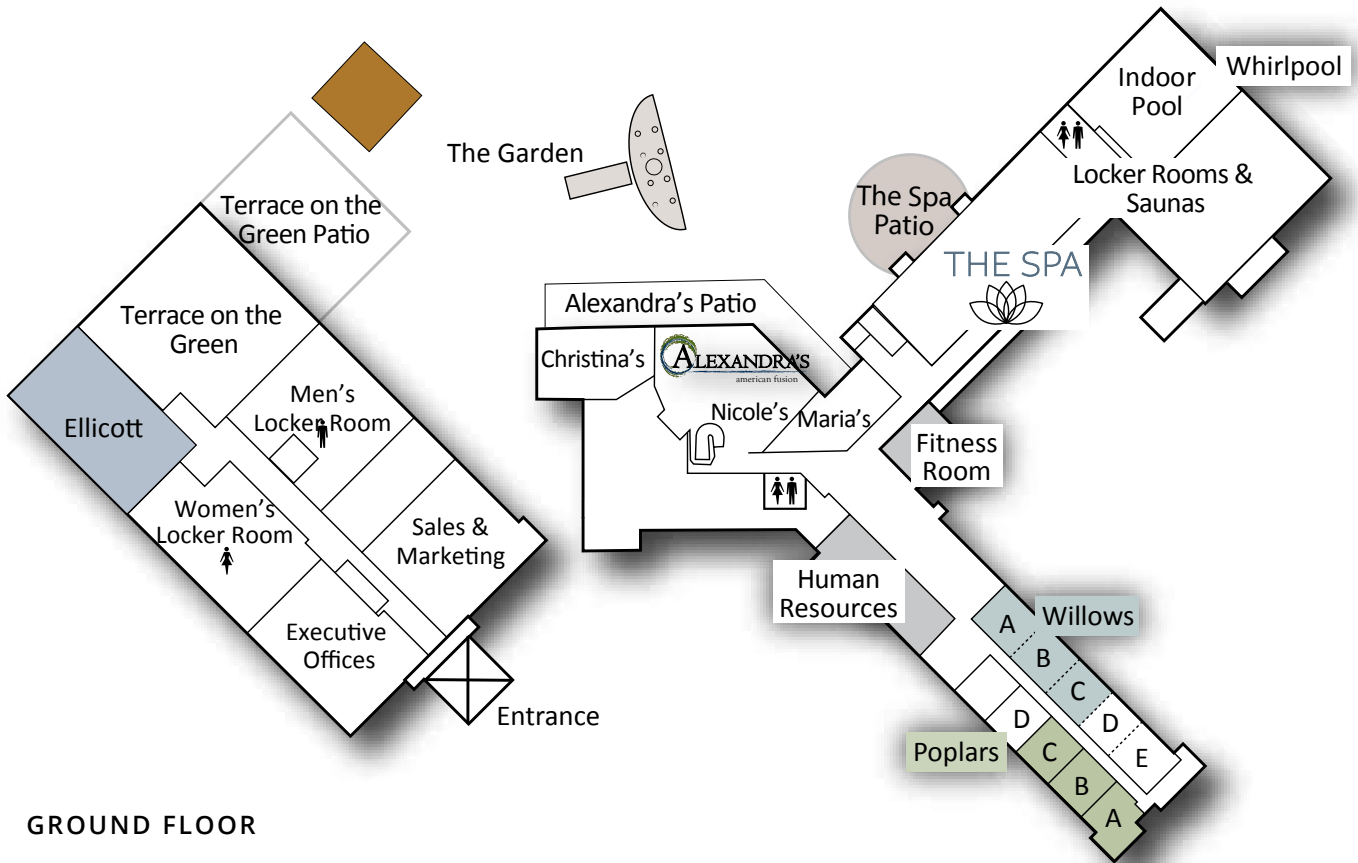 Indoor
Pool
Whirlpool
The Garden
Locker Rooms &
Saunas
The Spa
Patio
Terrace on the
Green Patio
THE SPA
Alexandra's Patio
Terrace on the
Green
Christina's
ALEXANDRA'S
american fusion
Men's
Locker Room
Nicole's
Maria's
Ellicott
Fitness
Room
Women's
Locker Room
Sales &
Marketing
Human
Resources
Executive
Offices
Entrance
Willows
A
B
C
D
E
Poplars
D
C
B
A
GROUND FLOOR